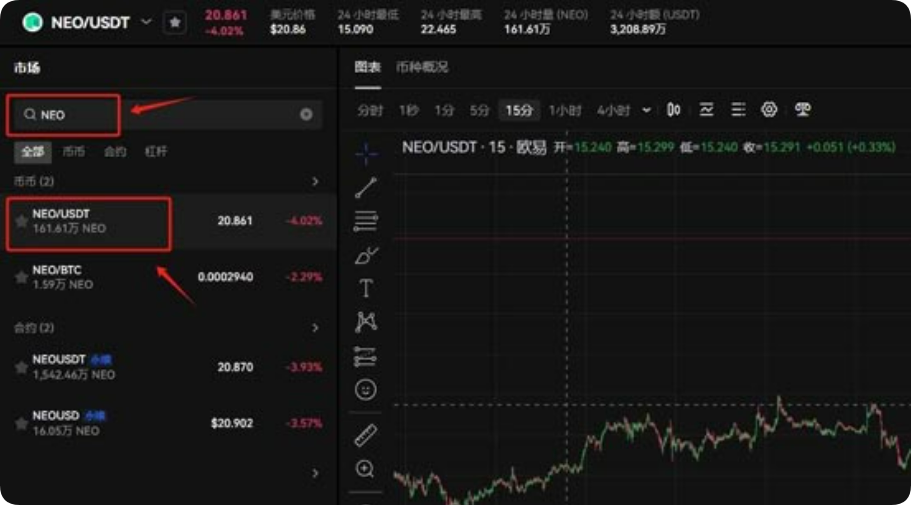 NEO/USDT
20.861
-4.02%
美元价格
$20.86
24 小时最低
15.090
24 小时最高
22.465
24 小时量 (NEO)
161.61万
24 小时额 (USDT)
3,208.89万
市场
NEO
全部 币币 合约 杠杆
币币 (2)
NEO/USDT
161.61万 NEO
20.861 -4.02%
NEO/BTC
1.59万 NEO
0.0002940 -2.29%
合约 (2)
NEOUSDT 永续
1,542.46万 NEO
20.870 -3.93%
NEOUSD 永续
16.05万 NEO
$20.902 -3.57%
图表 币种概况
分时 1秒 1分 5分 15分 1小时 4小时
NEO/USDT · 15 · 欧易 开=15.240 高=15.299 低=15.240 收=15.291 +0.051 (+0.33%)